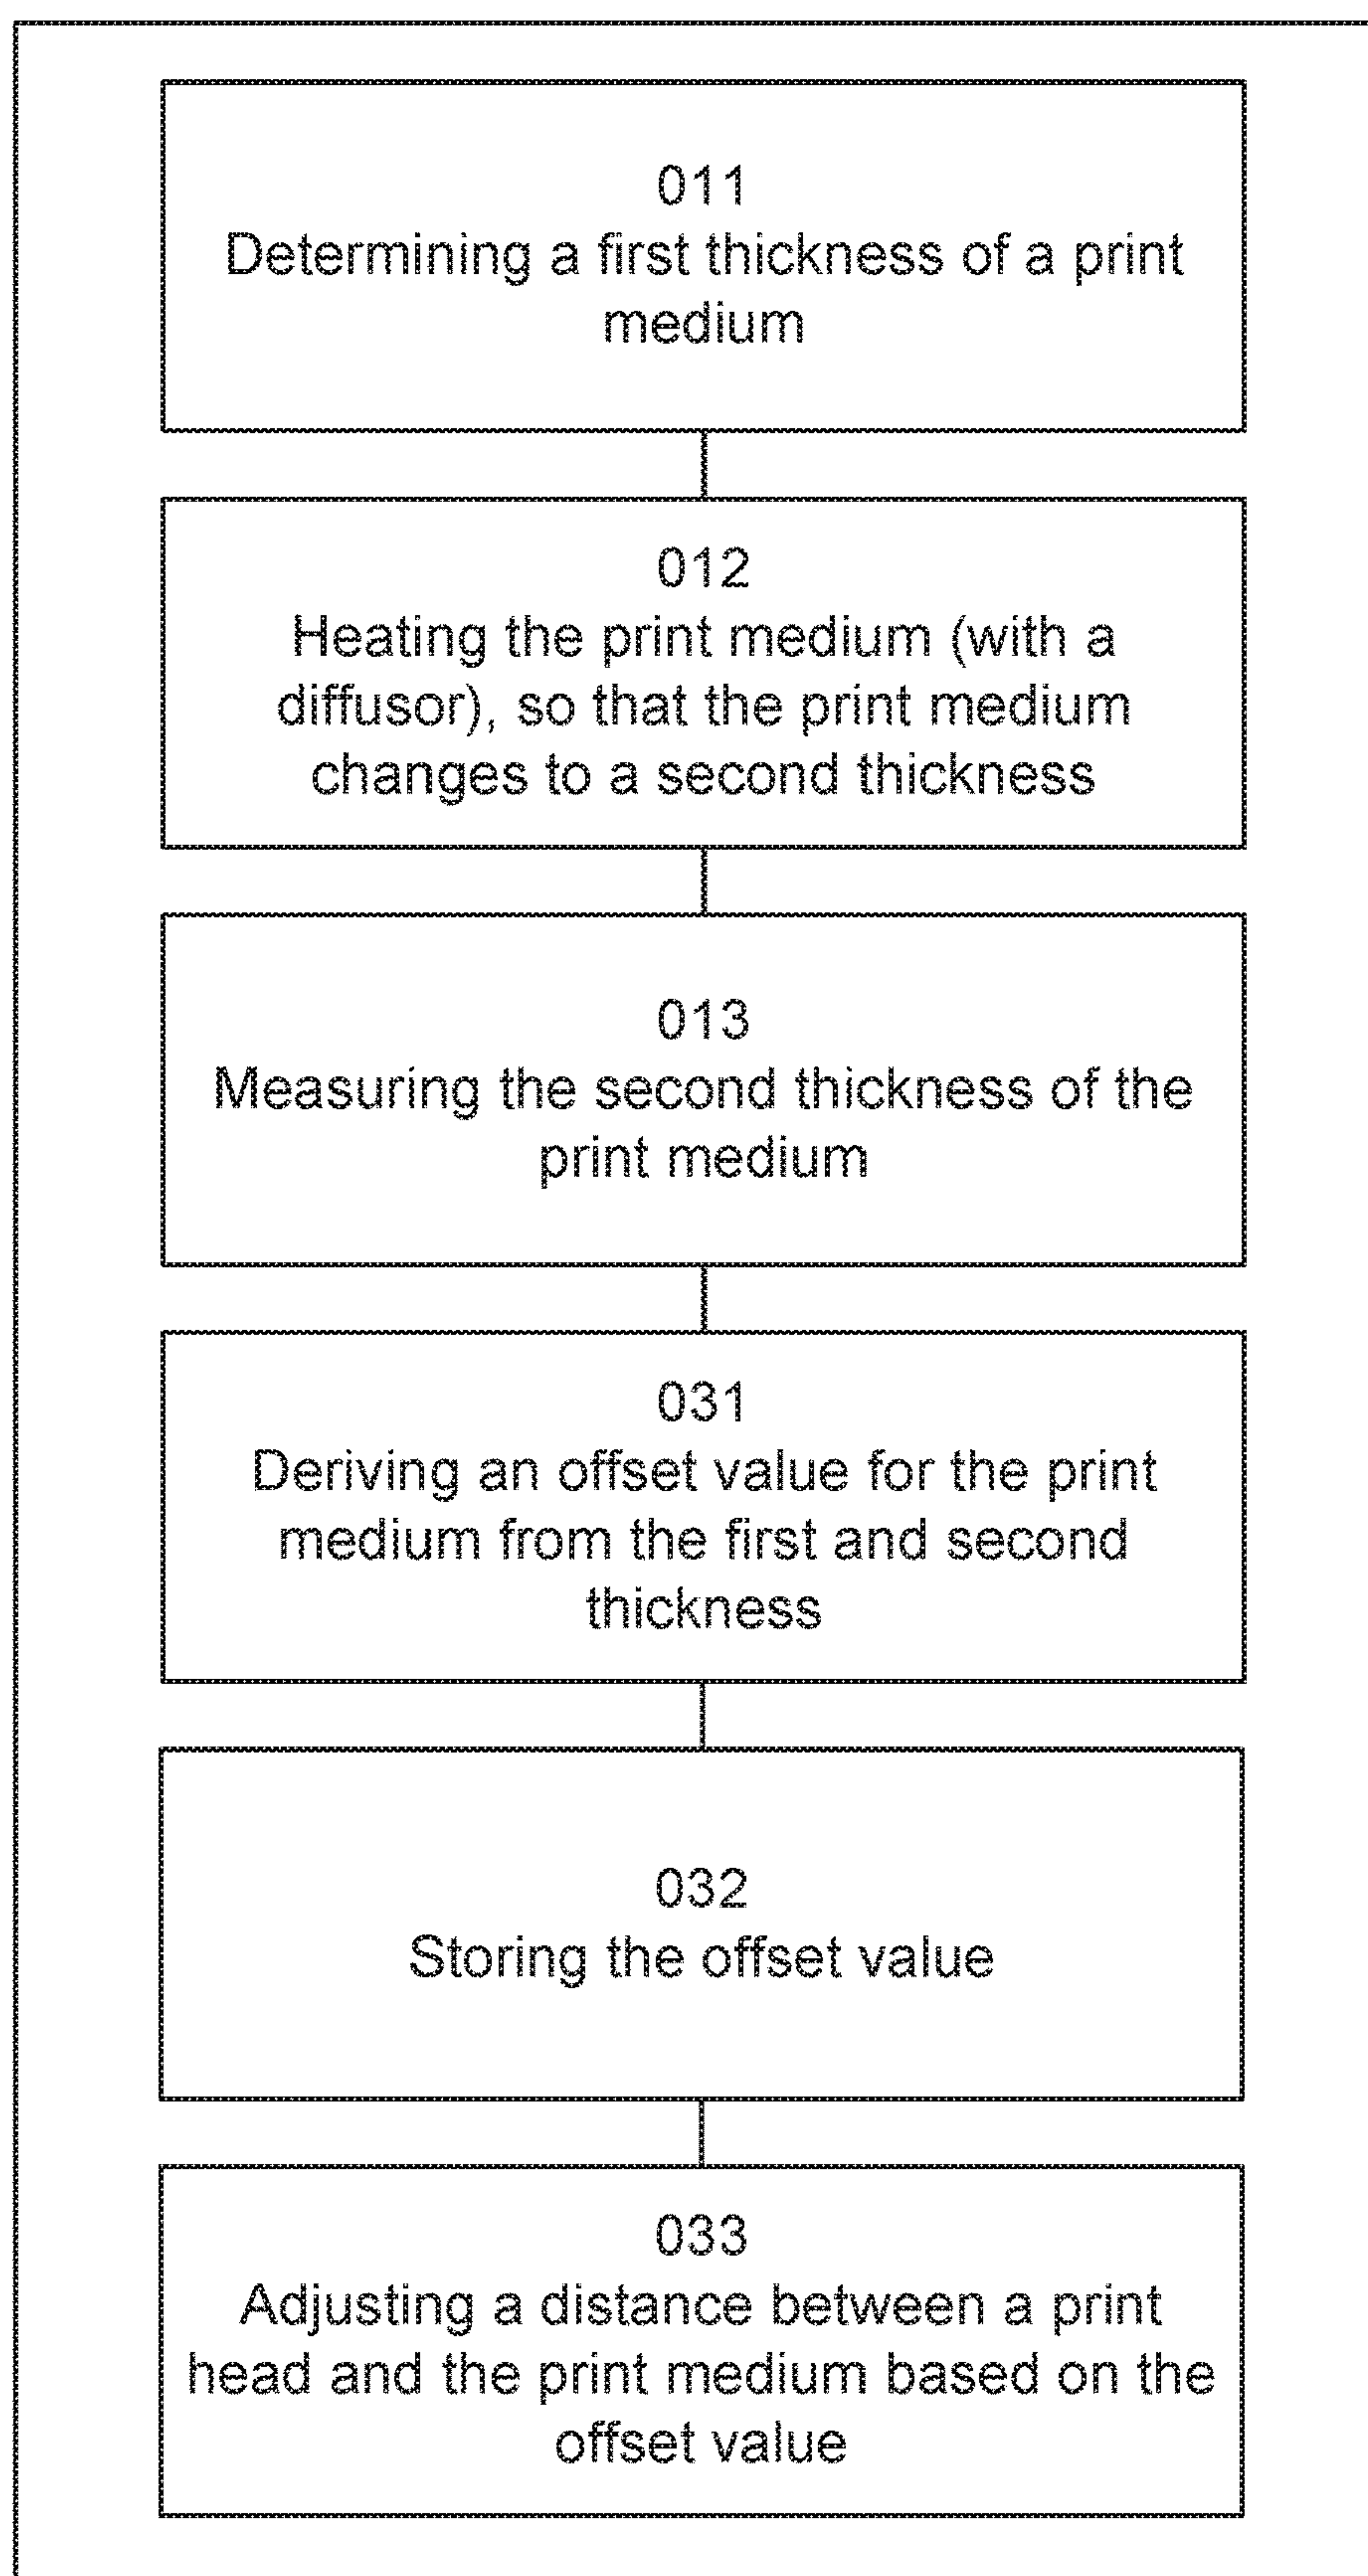 011
Determining a first thickness of a print
medium
012
Heating the print medium (with a
diffusor), so that the print medium
changes to a second thickness
013
Measuring the second thickness of the
print medium
031
Deriving an offset value for the print
medium from the first and second
thickness
032
Storing the offset value
033
Adjusting a distance between a print
head and the print medium based on the
offset value